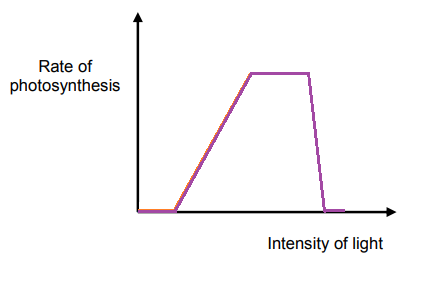 Rate of
photosynthesis
Intensity of light